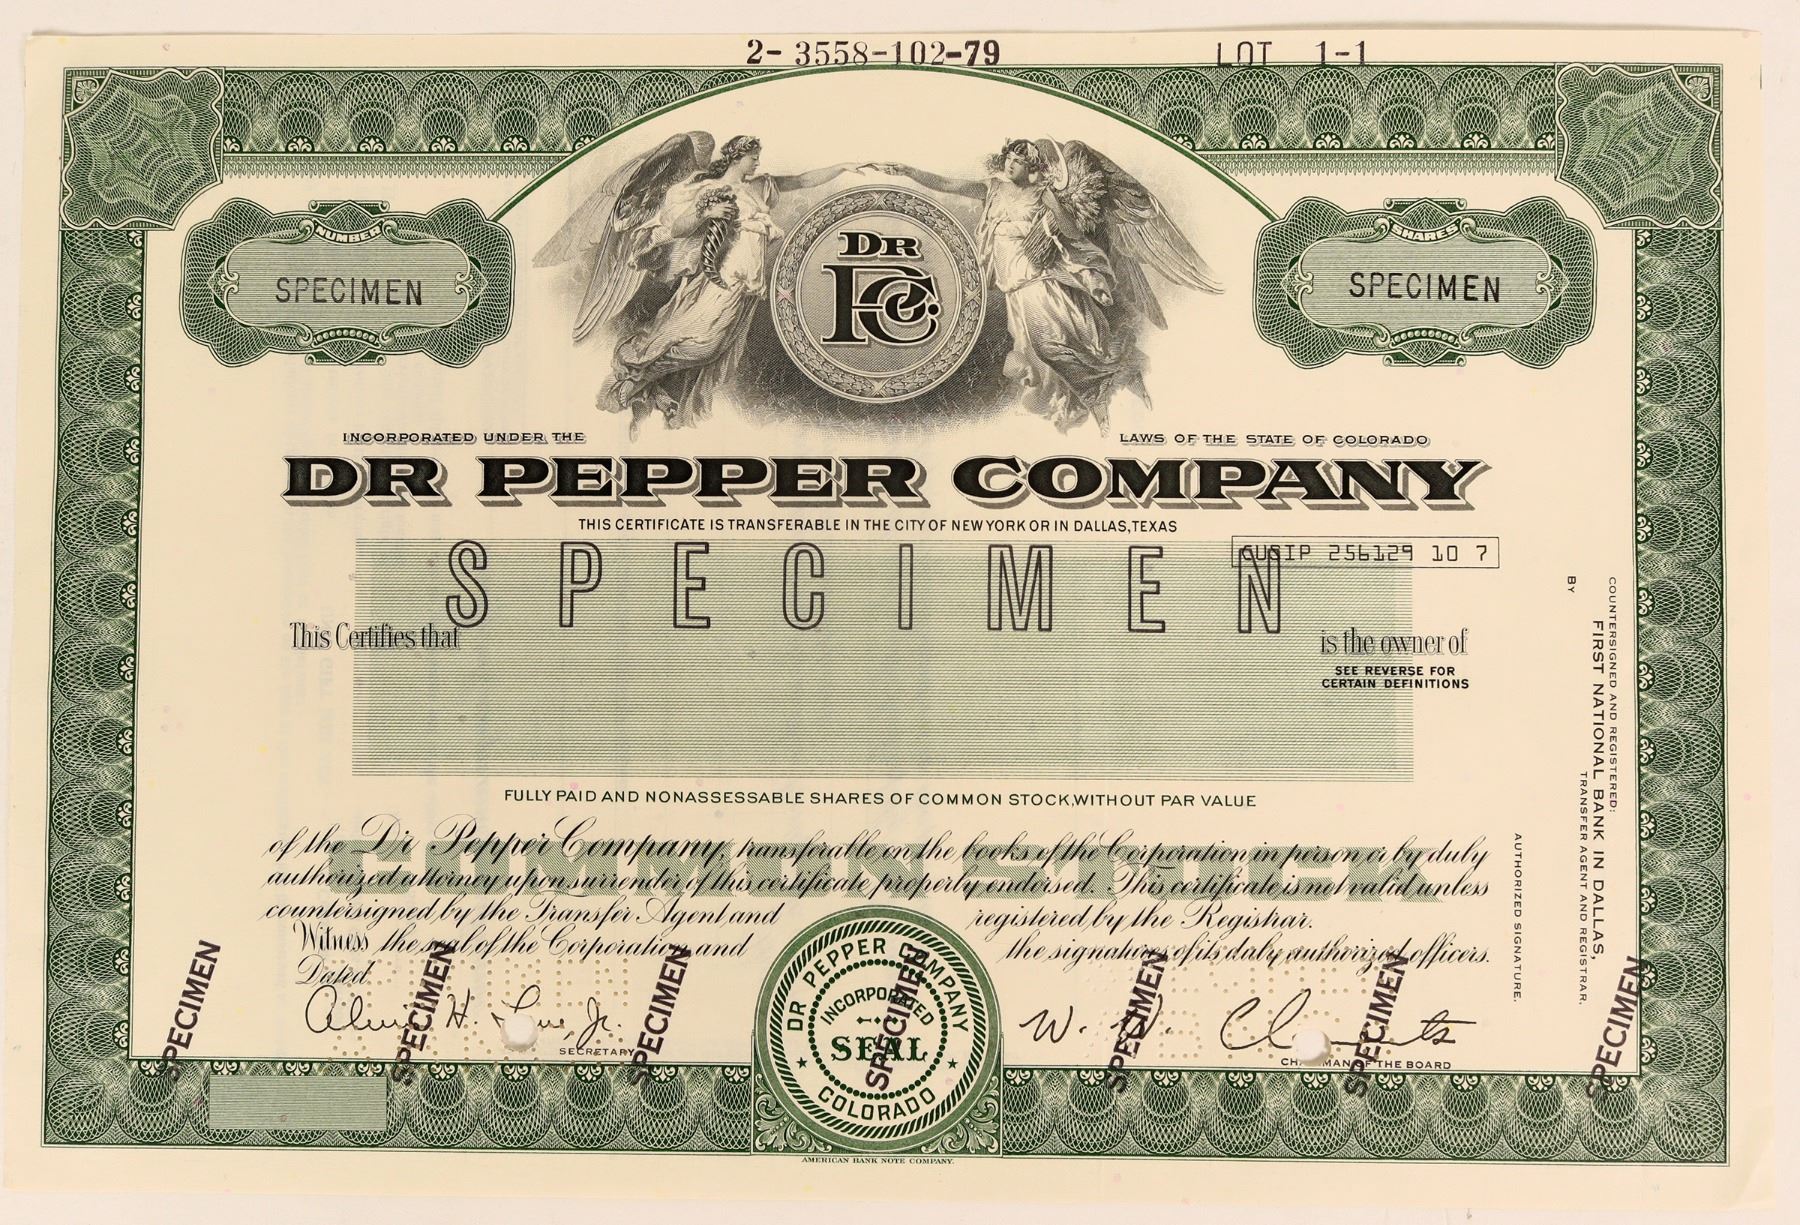 2- 3558-102-79
LOT 1-1
NUMBER
SPECIMEN
SHARES
SPECIMEN
DR
P Co.
INCORPORATED UNDER THE
LAWS OF THE STATE OF COLORADO
DR PEPPER COMPANY
THIS CERTIFICATE IS TRANSFERABLE IN THE CITY OF NEW YORK OR IN DALLAS, TEXAS
SPECIMEN
CUSIP 256129 10 7
This Certifies that
is the owner of
SEE REVERSE FOR
CERTAIN DEFINITIONS
FULLY PAID AND NONASSESSABLE SHARES OF COMMON STOCK, WITHOUT PAR VALUE
COMMON STOCK
of the Dr Pepper Company, transferable on the books of the Corporation in person or by duly
authorized attorney upon surrender of this certificate properly endorsed. This certificate is not valid unless
countersigned by the Transfer Agent and registered by the Registrar.
Witness the seal of the Corporation and the signatures of its duly authorized officers.
Dated
SECRETARY
W. W. Clements
CHAIRMAN OF THE BOARD
DR PEPPER COMPANY
INCORPORATED
SEAL
COLORADO
SPECIMEN
SPECIMEN
SPECIMEN
SPECIMEN
SPECIMEN
SPECIMEN
SPECIMEN
COUNTERSIGNED AND REGISTERED:
FIRST NATIONAL BANK IN DALLAS,
TRANSFER AGENT AND REGISTRAR.
BY
AUTHORIZED SIGNATURE.
AMERICAN BANK NOTE COMPANY.